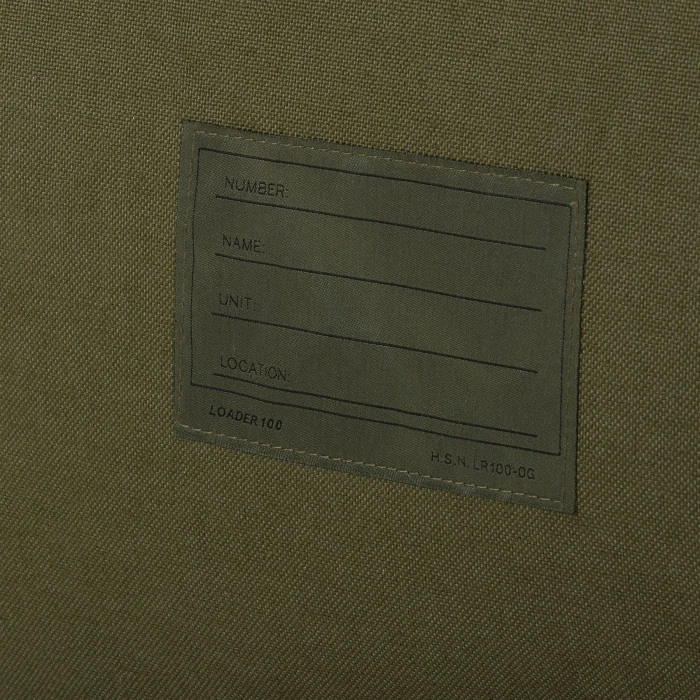 NUMBER:
NAME:
UNIT:
LOCATION:
LOADER 100
H.S.N. LR100-OG